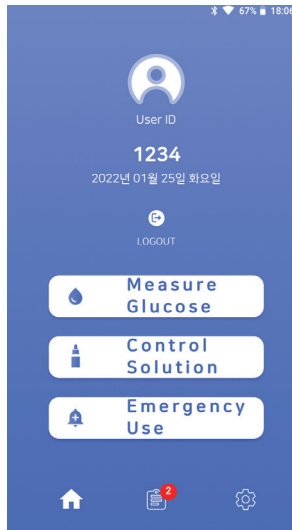 67% 18:06
User ID
1234
2022년 01월 25일 화요일
LOGOUT
Measure
Glucose
Control
Solution
Emergency
Use
2